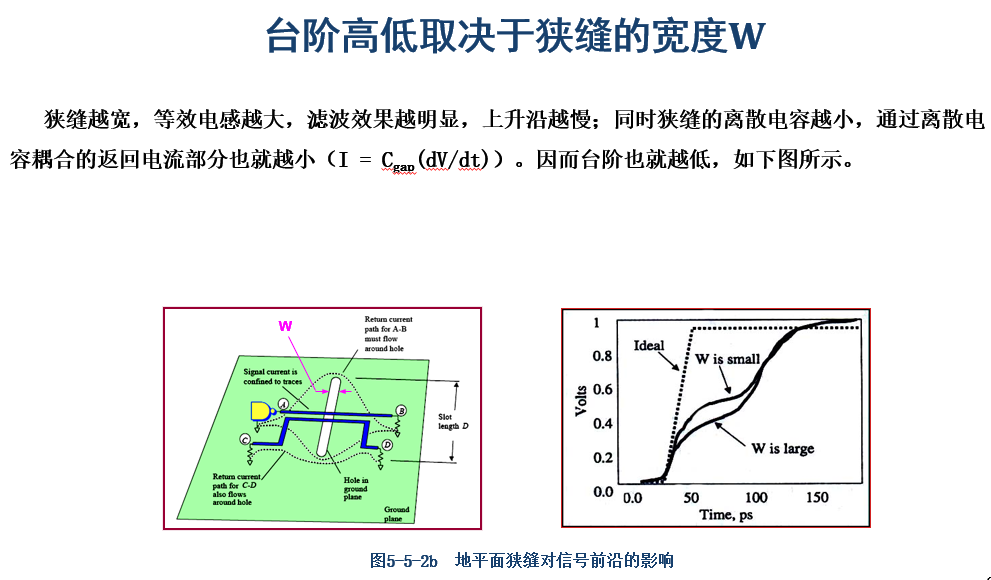 台阶高低取决于狭缝的宽度W
狭缝越宽，等效电感越大，滤波效果越明显，上升沿越慢；同时狭缝的离散电容越小，通过离散电
容耦合的返回电流部分也就越小（I = Cgap(dV/dt)）。因而台阶也就越低，如下图所示。
W
Return current
path for A-B
must flow
around hole
Signal current is
confined to traces
A
B
C
D
Slot
length D
Return current
path for C-D
also flows
around hole
Hole in
ground
plane
Ground
plane
Volts
1
0.8
0.6
0.4
0.2
0.0
Ideal
W is small
W is large
0.0 50 100 150
Time, ps
图5-5-2b 地平面狭缝对信号前沿的影响